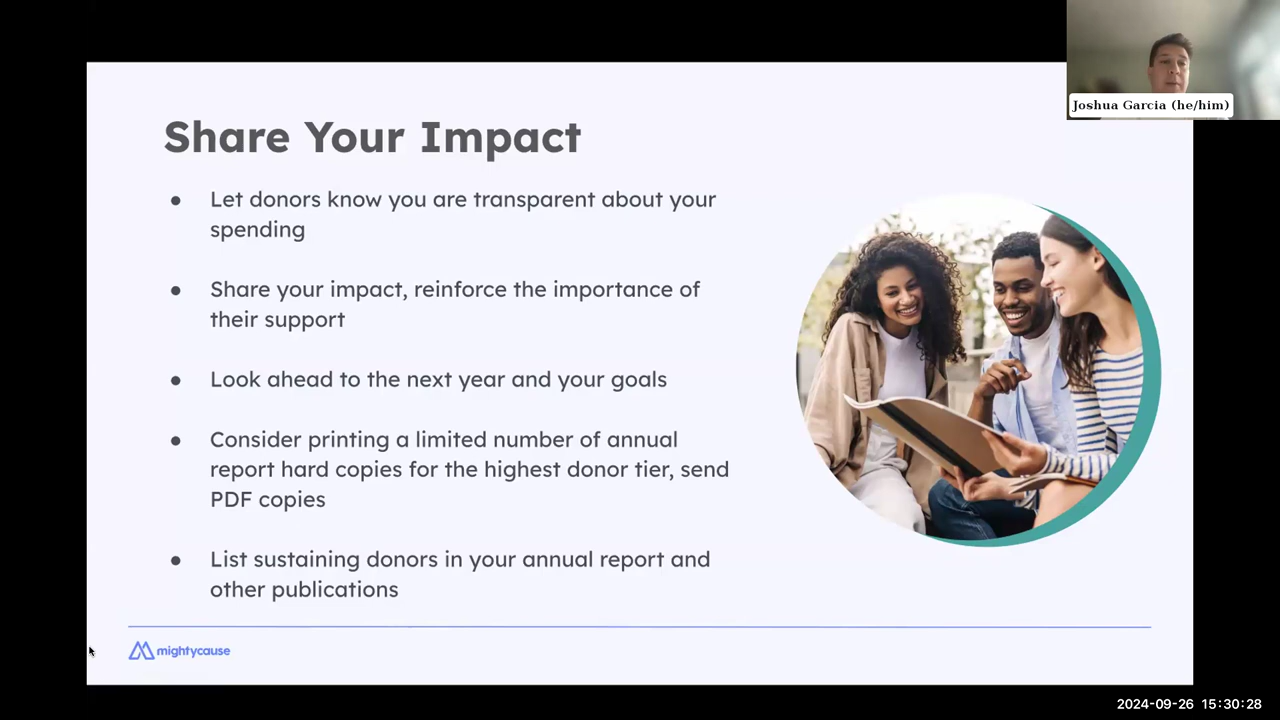 Joshua Garcia (he/him)
Share Your Impact
● Let donors know you are transparent about your
spending
● Share your impact, reinforce the importance of
their support
● Look ahead to the next year and your goals
● Consider printing a limited number of annual
report hard copies for the highest donor tier, send
PDF copies
● List sustaining donors in your annual report and
other publications
mightycause
2024-09-26 15:30:28